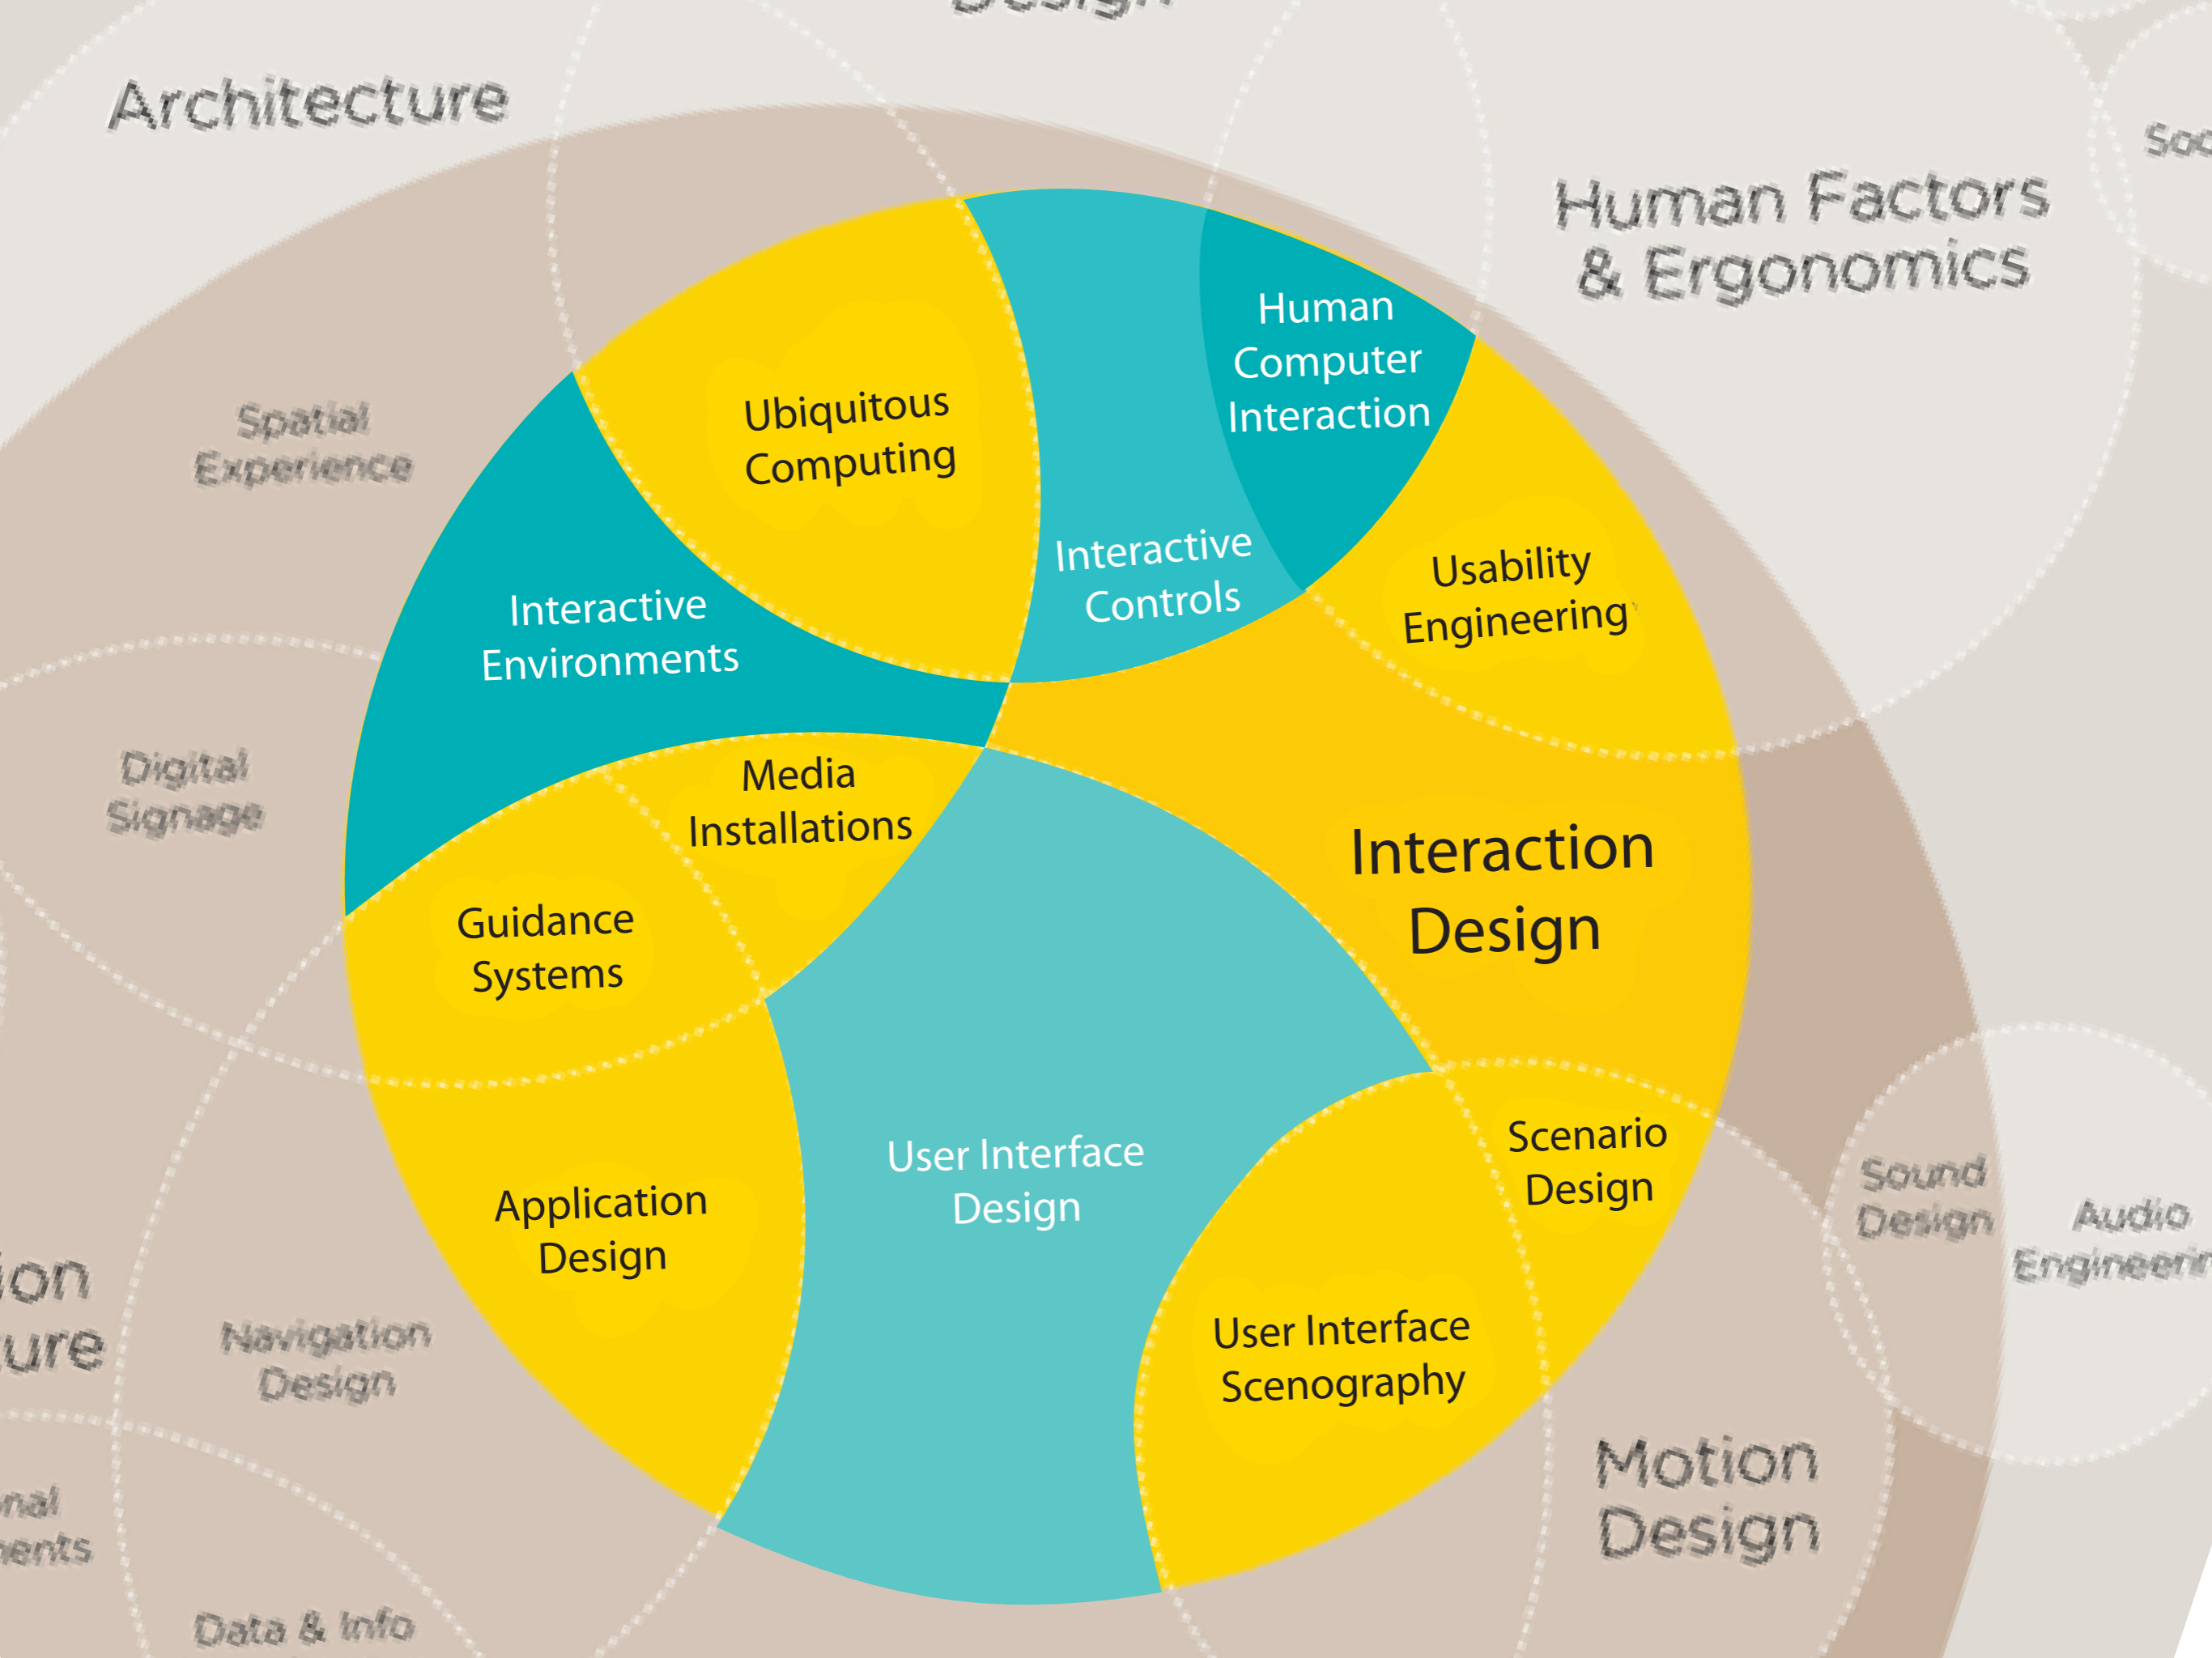 Design
Architecture
Human Factors
& Ergonomics
Spatial
Experience
Ubiquitous
Computing
Human
Computer
Interaction
Interactive
Controls
Usability
Engineering
Interactive
Environments
Digital
Signage
Media
Installations
Interaction
Design
Guidance
Systems
Scenario
Design
Sound
Design
Audio
Application
Design
User Interface
Design
User Interface
Scenography
Navigation
Design
Motion
Design
Data & Info